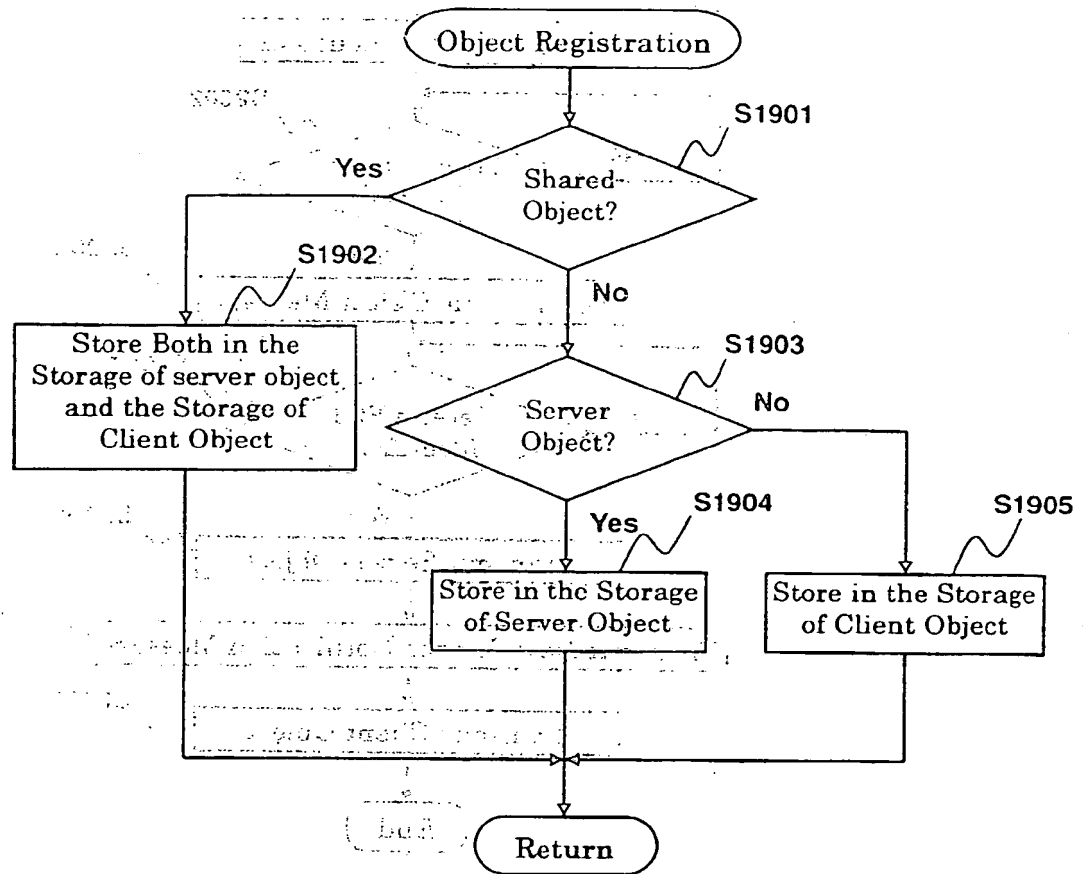 Object Registration
S1901
Yes
Shared
Object?
S1902
No
Store Both in the
Storage of server object
and the Storage of
Client Object
S1903
No
Server
Object?
Yes
S1904
S1905
Store in the Storage
of Server Object
Store in the Storage
of Client Object
Return